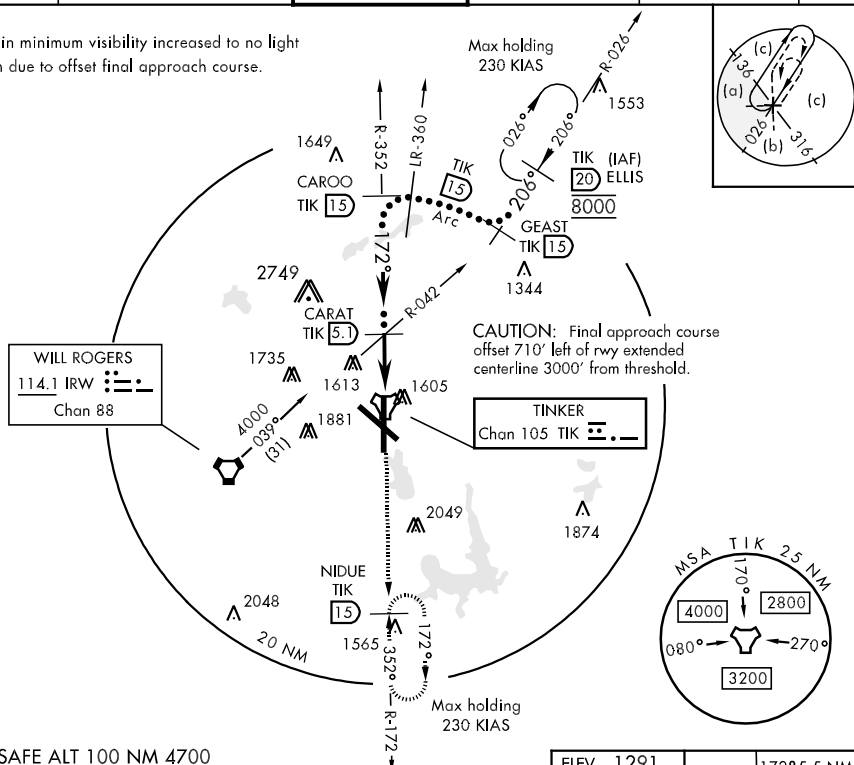 in minimum visibility increased to no light
due to offset final approach course.
Max holding
230 KIAS
R-026
1553
026°
206°
206°
TIK
20
(IAF)
ELLIS
8000
(c)
136
(a)
(c)
026
(b)
316
1649
R-352
LR-360
CAROO
TIK 15
TIK
15
Arc
GEAST
TIK 15
1344
172°
2749
CARAT
TIK 5.1
R-042
CAUTION: Final approach course
offset 710' left of rwy extended
centerline 3000' from threshold.
WILL ROGERS
114.1 IRW
Chan 88
1735
1613
1605
1881
4000
039°
(31)
TINKER
Chan 105 TIK
2049
1874
NIDUE
TIK
15
2048
1565
20 NM
352°
172°
R-172
Max holding
230 KIAS
MSA TIK 25 NM
170°
4000
2800
080°
270°
3200
SAFE ALT 100 NM 4700
ELEV 1291